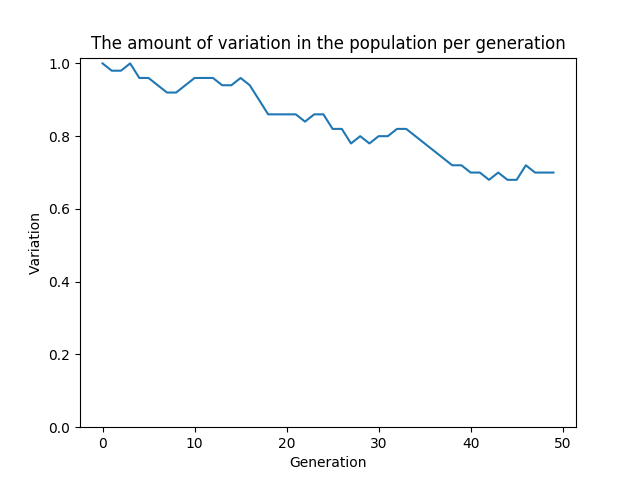 The amount of variation in the population per generation
1.0
0.8
0.6
0.4
0.2
0.0
Variation
0 10 20 30 40 50
Generation